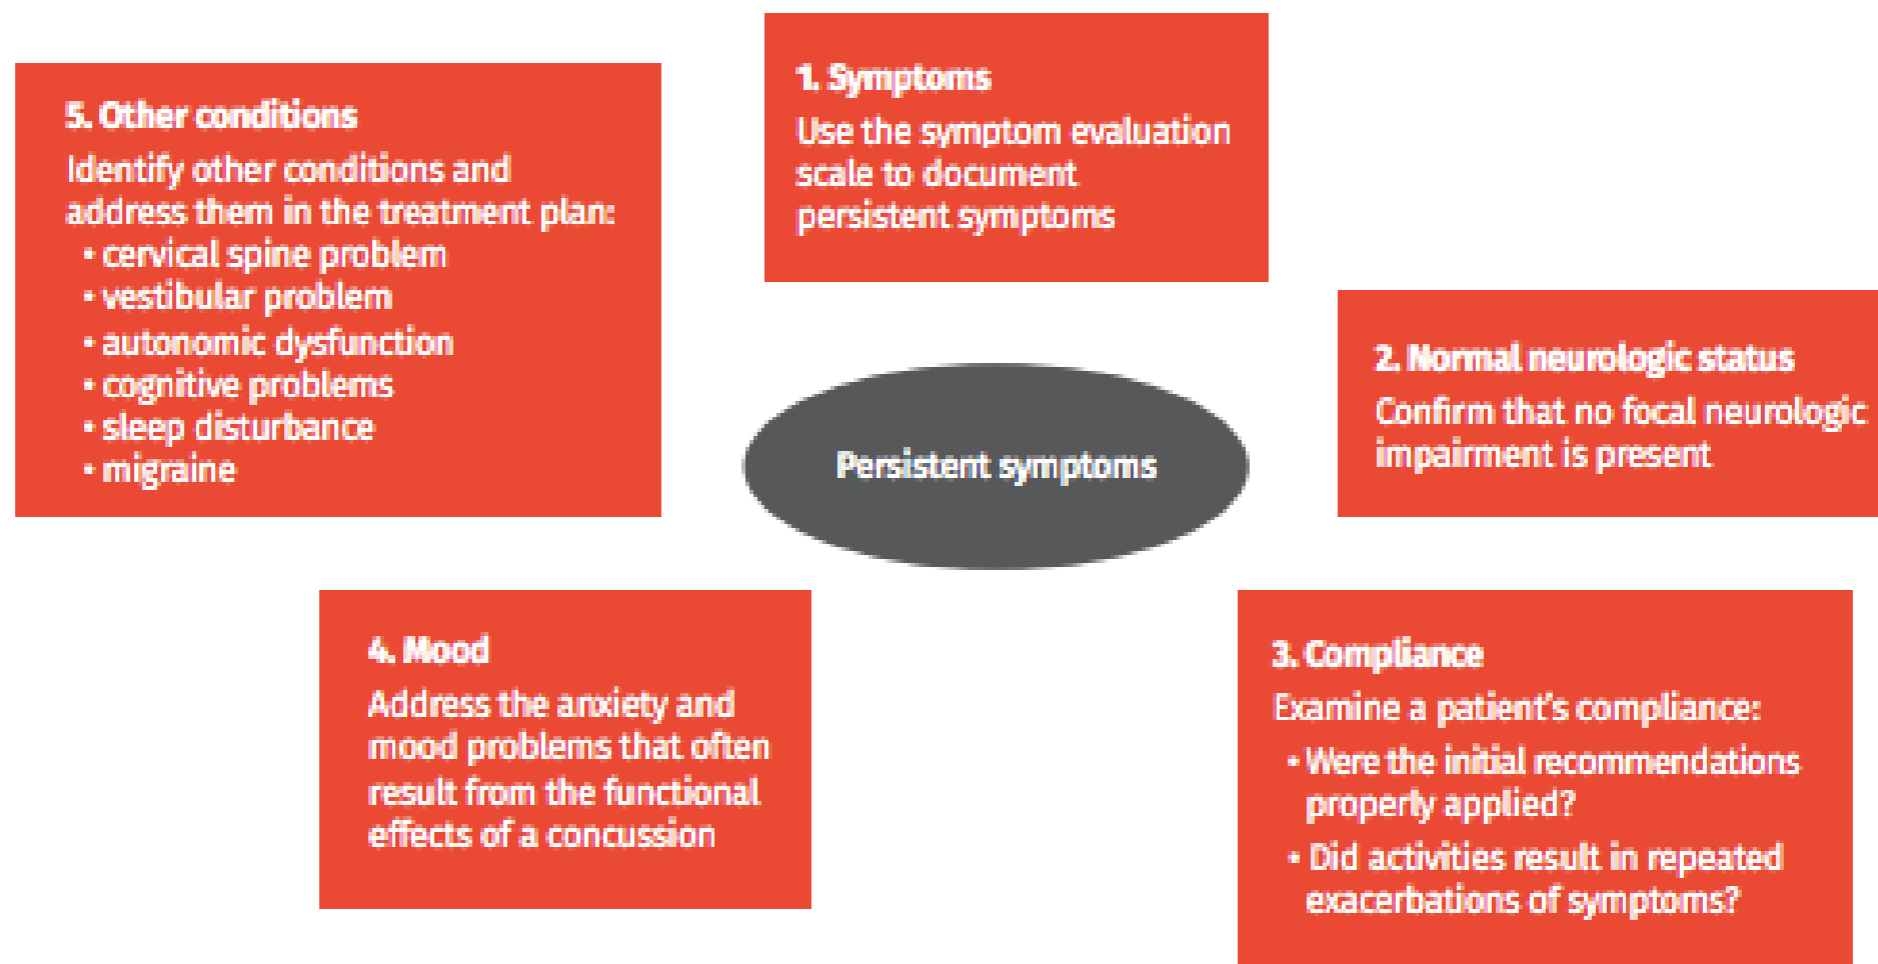 1. Symptoms
Use the symptom evaluation
scale to document
persistent symptoms
2. Normal neurologic status
Confirm that no focal neurologic
impairment is present
3. Compliance
Examine a patient's compliance:
• Were the initial recommendations
properly applied?
• Did activities result in repeated
exacerbations of symptoms?
4. Mood
Address the anxiety and
mood problems that often
result from the functional
effects of a concussion
5. Other conditions
Identify other conditions and
address them in the treatment plan:
• cervical spine problem
• vestibular problem
• autonomic dysfunction
• cognitive problems
• sleep disturbance
• migraine
Persistent symptoms